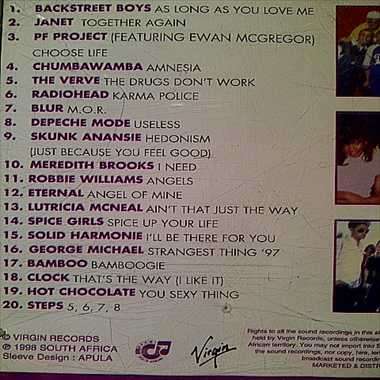 1. BACKSTREET BOYS AS LONG AS YOU LOVE ME
2. JANET TOGETHER AGAIN
3. PF PROJECT (FEATURING EWAN MCGREGOR)
CHOOSE LIFE
4. CHUMBAWAMBA AMNESIA
5. THE VERVE THE DRUGS DON'T WORK
6. RADIOHEAD KARMA POLICE
7. BLUR M.O.R.
8. DEPECHE MODE USELESS
9. SKUNK ANANSIE HEDONISM
(JUST BECAUSE YOU FEEL GOOD)
10. MEREDITH BROOKS I NEED
11. ROBBIE WILLIAMS ANGELS
12. ETERNAL ANGEL OF MINE
13. LUTRICIA MCNEAL AIN'T THAT JUST THE WAY
14. SPICE GIRLS SPICE UP YOUR LIFE
15. SOLID HARMONIE I'LL BE THERE FOR YOU
16. GEORGE MICHAEL STRANGEST THING '97
17. BAMBOO BAMBOOGIE
18. CLOCK THAT'S THE WAY (I LIKE IT)
19. HOT CHOCOLATE YOU SEXY THING
20. STEPS 5, 6, 7, 8
℗ VIRGIN RECORDS
© 1998 SOUTH AFRICA
Sleeve Design : APULA
Virgin
Rights to all the sound recordings in this al
held by Virgin Records, unless otherwise
African territory. You may not import into S
the sound recordings, nor copy, hire, len
broadcast sound recor
MARKETED & DISTRI